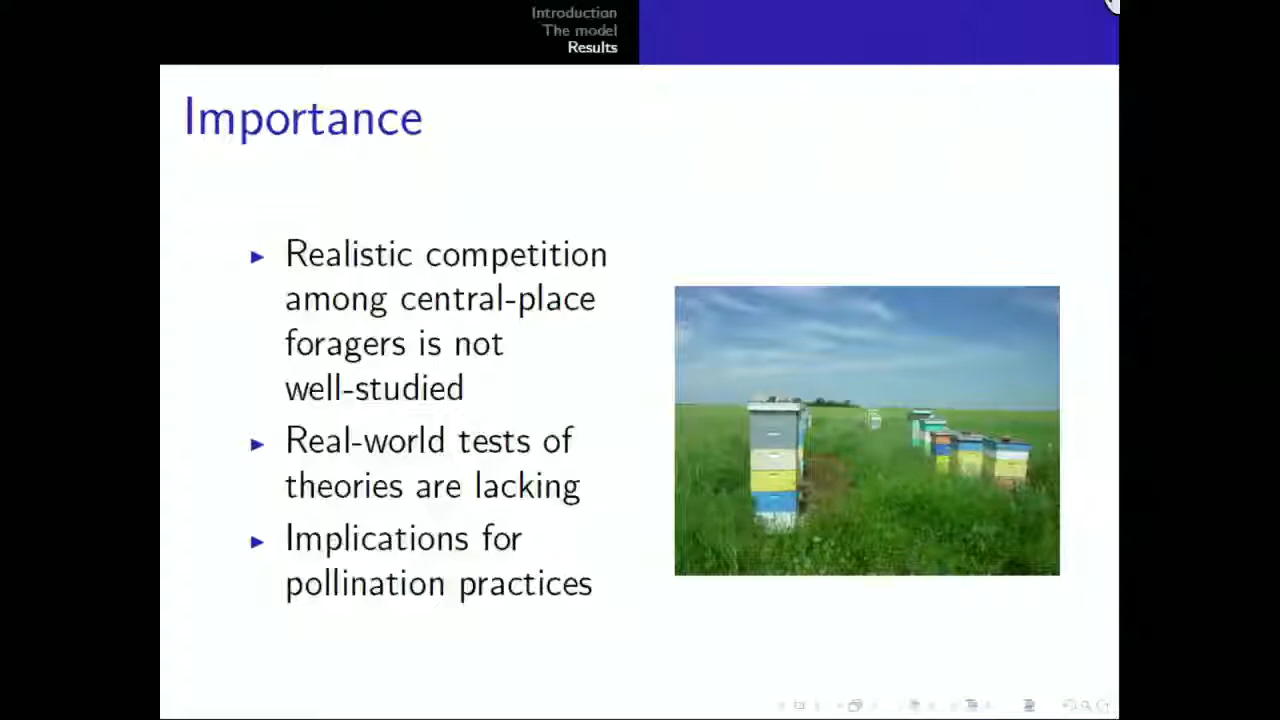 Introduction
The model
Results
Importance
Realistic competition
among central-place
foragers is not
well-studied
Real-world tests of
theories are lacking
Implications for
pollination practices